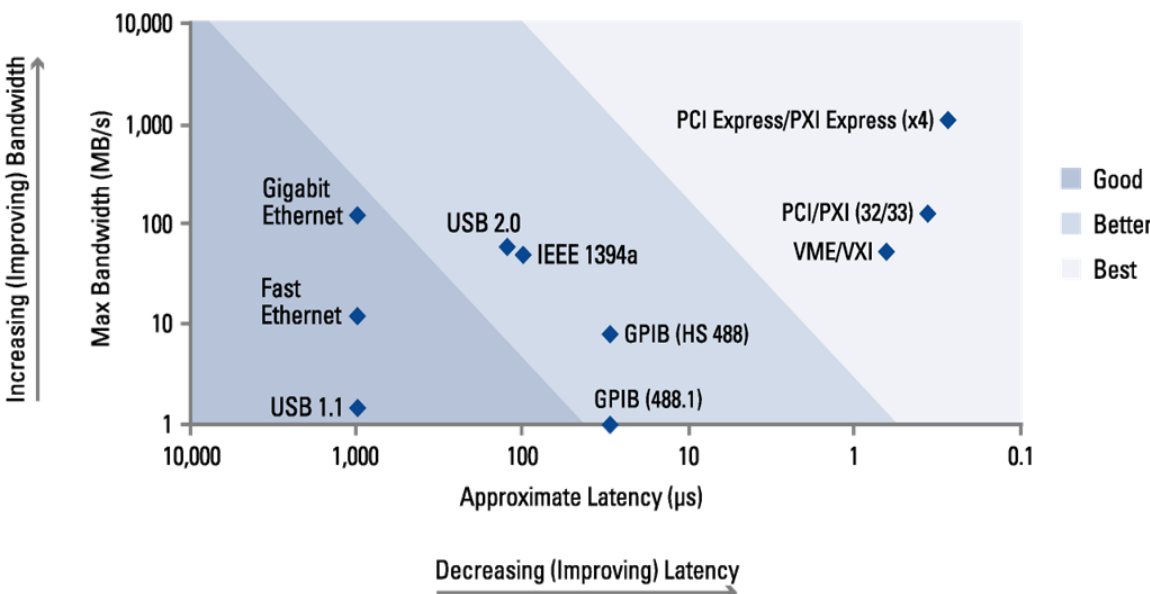 Increasing (Improving) Bandwidth
Max Bandwidth (MB/s)
10,000
1,000
100
10
1
Gigabit
Ethernet
Fast
Ethernet
USB 1.1
USB 2.0
IEEE 1394a
GPIB (HS 488)
GPIB (488.1)
PCI Express/PXI Express (x4)
PCI/PXI (32/33)
VME/VXI
Good
Better
Best
10,000
1,000
100
10
1
0.1
Approximate Latency (µs)
Decreasing (Improving) Latency